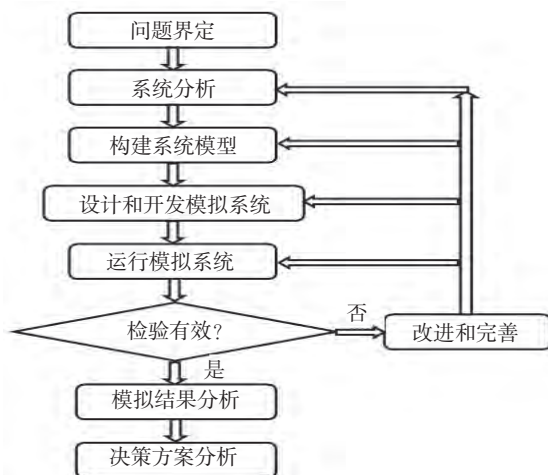 问题界定
系统分析
构建系统模型
设计和开发模拟系统
运行模拟系统
检验有效?
否
改进和完善
是
模拟结果分析
决策方案分析